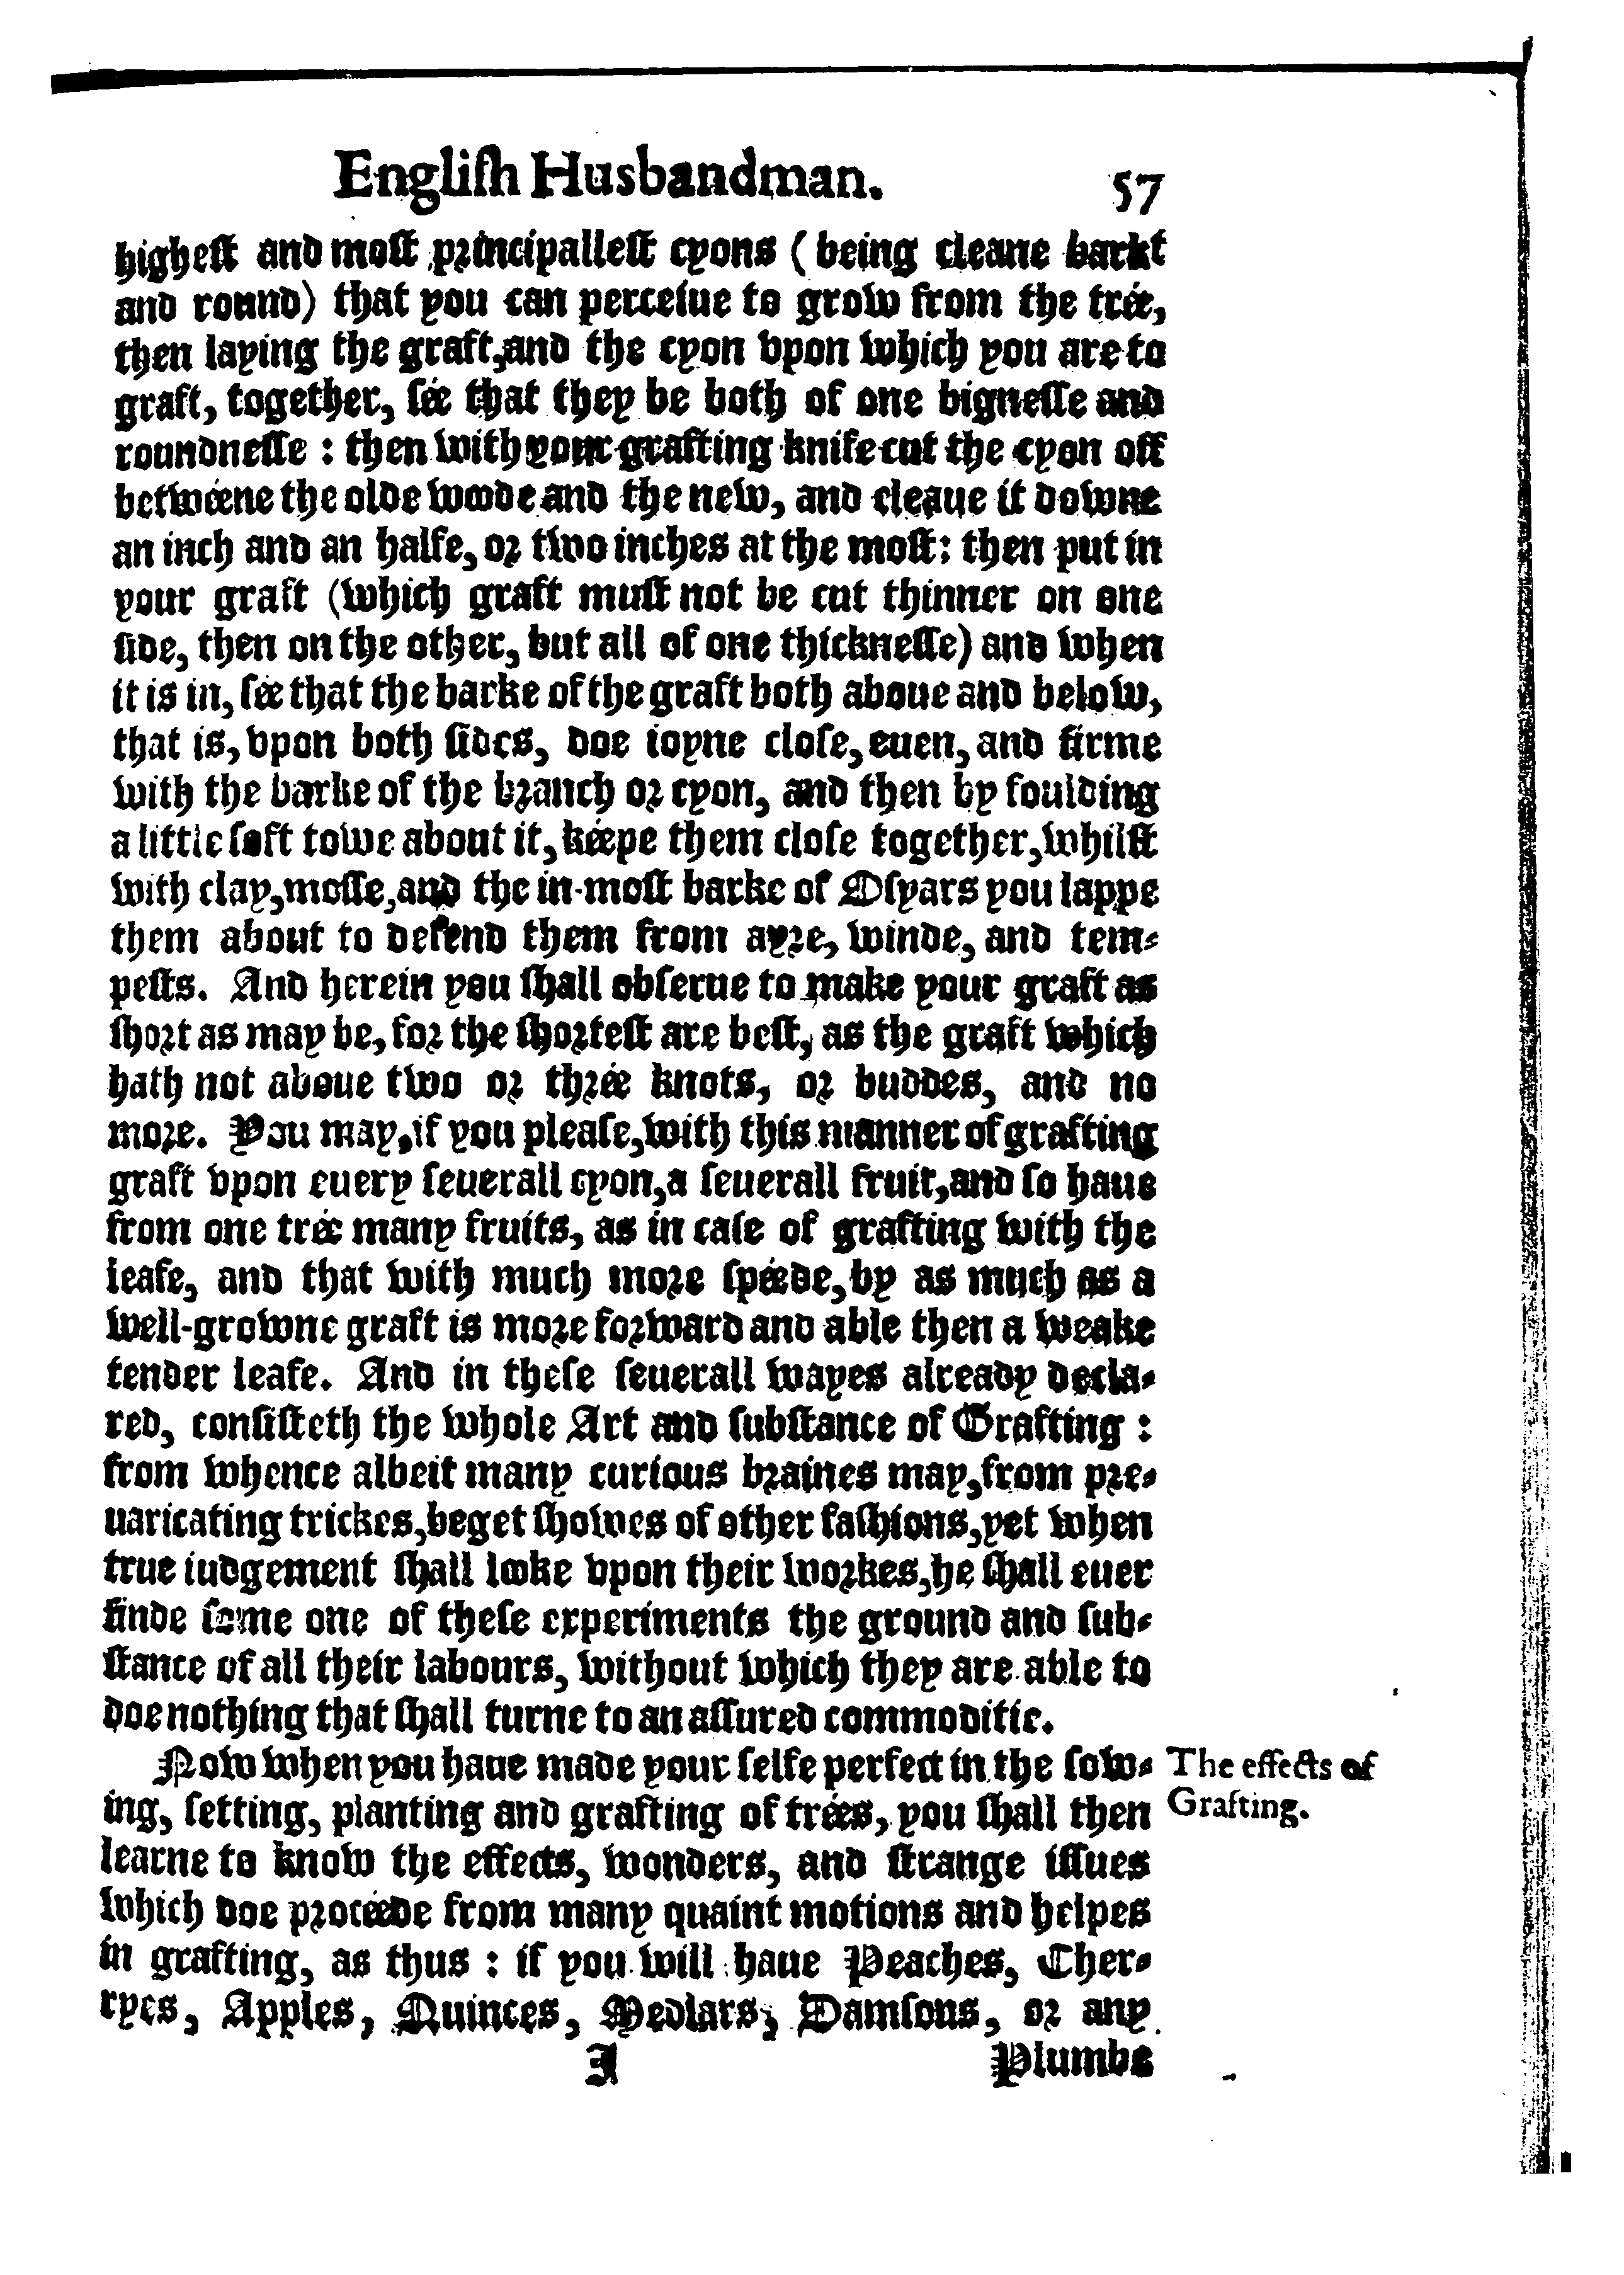 Engliſh Husbandman. 57
higheſt and moſt principalleſt cyons (being cleane barkt
and round) that you can perceiue to grow from the trée,
then laying the graft, and the cyon vpon which you are to
graft, together, ſée that they be both of one bigneſſe and
roundneſſe : then with your grafting knife cut the cyon off
betwéene the olde woode and the new, and cleaue it downe
an inch and an halfe, or two inches at the moſt: then put in
your graft (which graft muſt not be cut thinner on one
ſide, then on the other, but all of one thickneſſe) and when
it is in, ſée that the barke of the graft both aboue and below,
that is, vpon both ſides, doe ioyne cloſe, euen, and firme
with the barke of the branch or cyon, and then by foulding
a little ſoft towe about it, kéepe them cloſe together, whilſt
with clay, moſſe, and the in-moſt barke of Oſyars you lappe
them about to defend them from ayre, winde, and tem-
peſts. And herein you ſhall obſerue to make your graft as
ſhort as may be, for the ſhorteſt are beſt, as the graft which
hath not aboue two or thrée knots, or buddes, and no
more. You may, if you pleaſe, with this manner of grafting
graft vpon euery ſeuerall cyon, a ſeuerall fruit, and ſo haue
from one trée many fruits, as in caſe of grafting with the
leafe, and that with much more ſpéede, by as much as a
well-growne graft is more forward and able then a weake
tender leafe. And in theſe ſeuerall wayes already decla-
red, conſiſteth the whole Art and ſubſtance of Grafting :
from whence albeit many curious braines may, from pre-
uaricating trickes, beget ſhowes of other faſhions, yet when
true iudgement ſhall looke vpon their workes, he ſhall euer
finde ſome one of theſe experiments the ground and ſub-
ſtance of all their labours, without which they are able to
doe nothing that ſhall turne to an aſſured commoditie.
Now when you haue made your ſelfe perfect in the ſow-
ing, ſetting, planting and grafting of trées, you ſhall then
learne to know the effects, wonders, and ſtrange iſſues
which doe procéede from many quaint motions and helpes
in grafting, as thus : if you will haue Peaches, Cher-
ryes, Apples, Quinces, Medlars, Damſons, or any
I Plumbe
The effects of
Grafting.